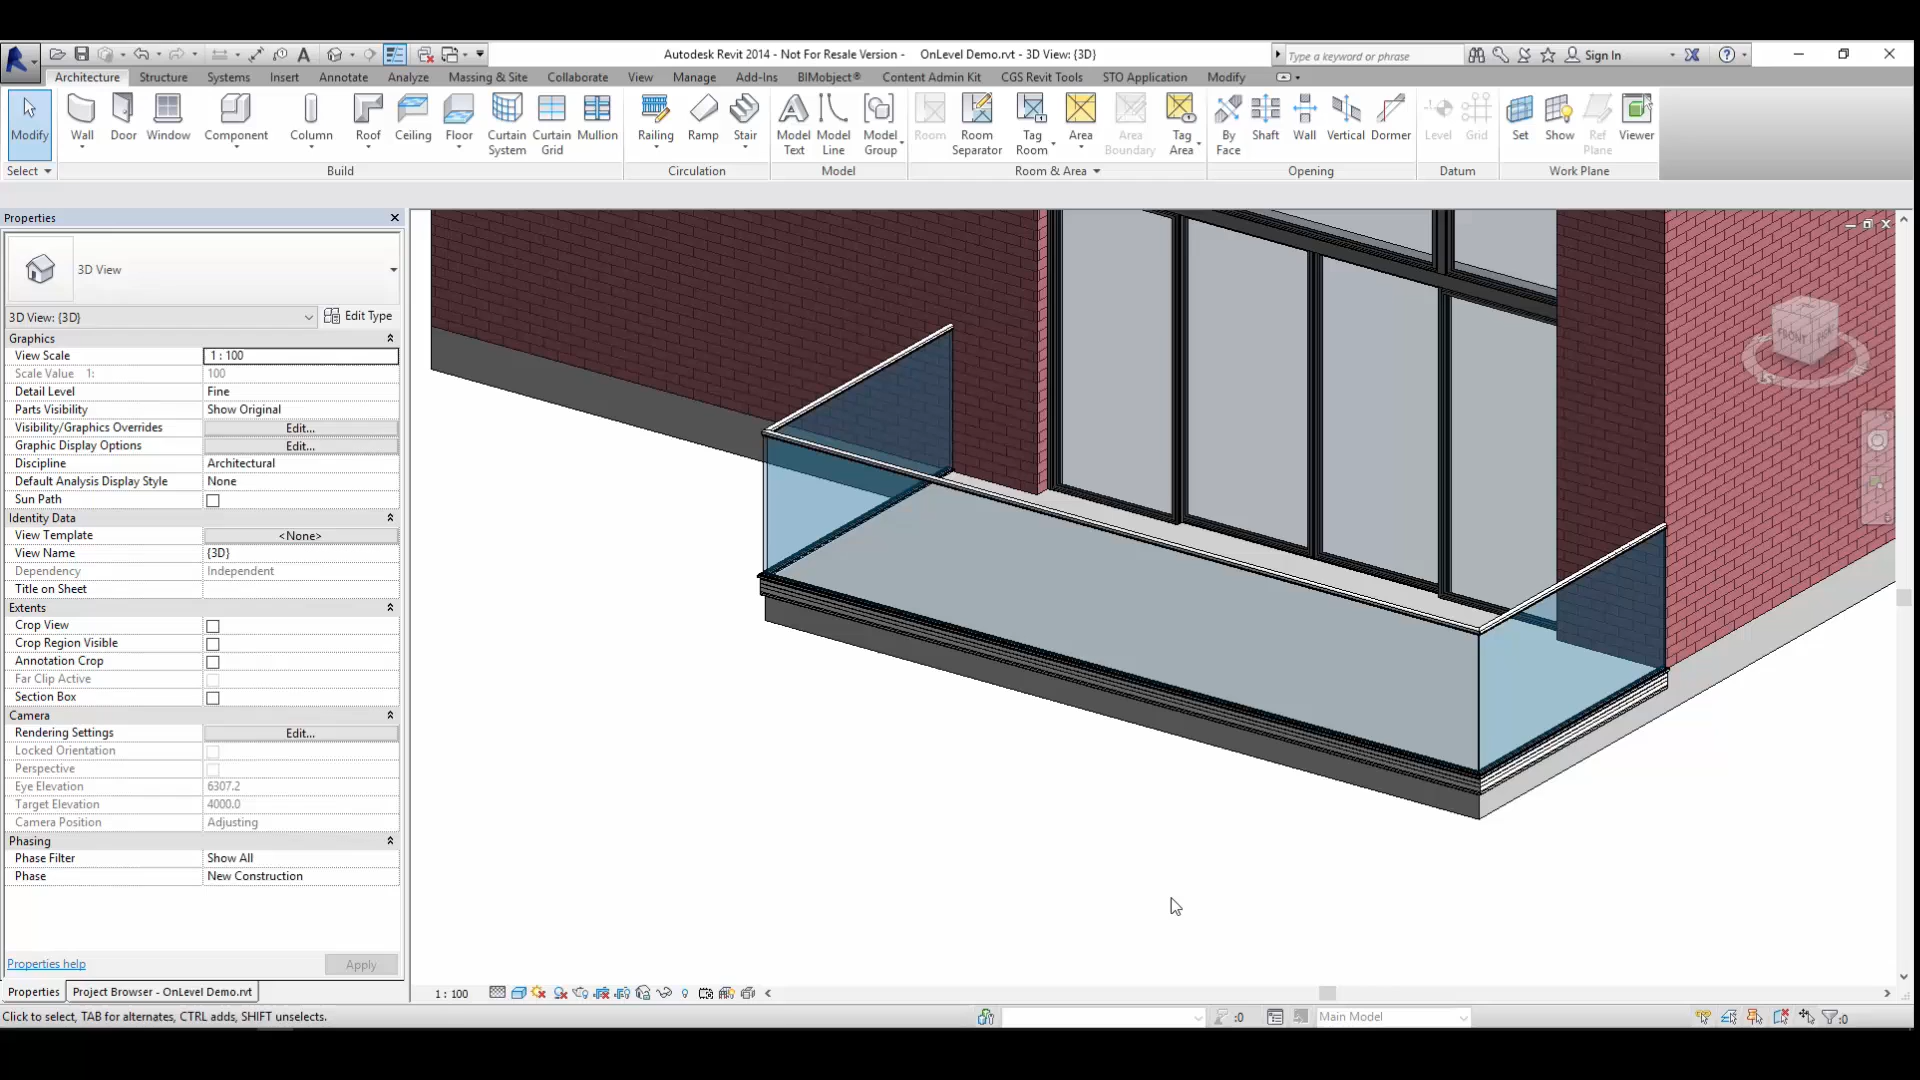 Autodesk Revit 2014 - Not For Resale Version -    OnLevel Demo.rvt - 3D View: {3D}
Type a keyword or phrase
Sign In
Architecture Structure Systems Insert Annotate Analyze Massing & Site Collaborate View Manage Add-Ins BIMobject® Content Admin Kit CGS Revit Tools STO Application Modify
Modify Wall Door Window Component Column Roof Ceiling Floor Curtain System Curtain Grid Mullion Railing Ramp Stair Model Text Model Line Model Group Room Room Separator Tag Room Area Area Boundary Tag Area By Face Shaft Wall Vertical Dormer Level Grid Set Show Ref Plane Viewer
Select Build Circulation Model Room & Area Opening Datum Work Plane
Properties
3D View
3D View: {3D} Edit Type
Graphics
View Scale 1 : 100
Scale Value 1: 100
Detail Level Fine
Parts Visibility Show Original
Visibility/Graphics Overrides Edit...
Graphic Display Options Edit...
Discipline Architectural
Default Analysis Display Style None
Sun Path
Identity Data
View Template <None>
View Name {3D}
Dependency Independent
Title on Sheet
Extents
Crop View
Crop Region Visible
Annotation Crop
Far Clip Active
Section Box
Camera
Rendering Settings Edit...
Locked Orientation
Perspective
Eye Elevation 6307.2
Target Elevation 4000.0
Camera Position Adjusting
Phasing
Phase Filter Show All
Phase New Construction
Properties help Apply
Properties Project Browser - OnLevel Demo.rvt
1 : 100
Click to select, TAB for alternates, CTRL adds, SHIFT unselects.
:0
Main Model
:0
FRONT